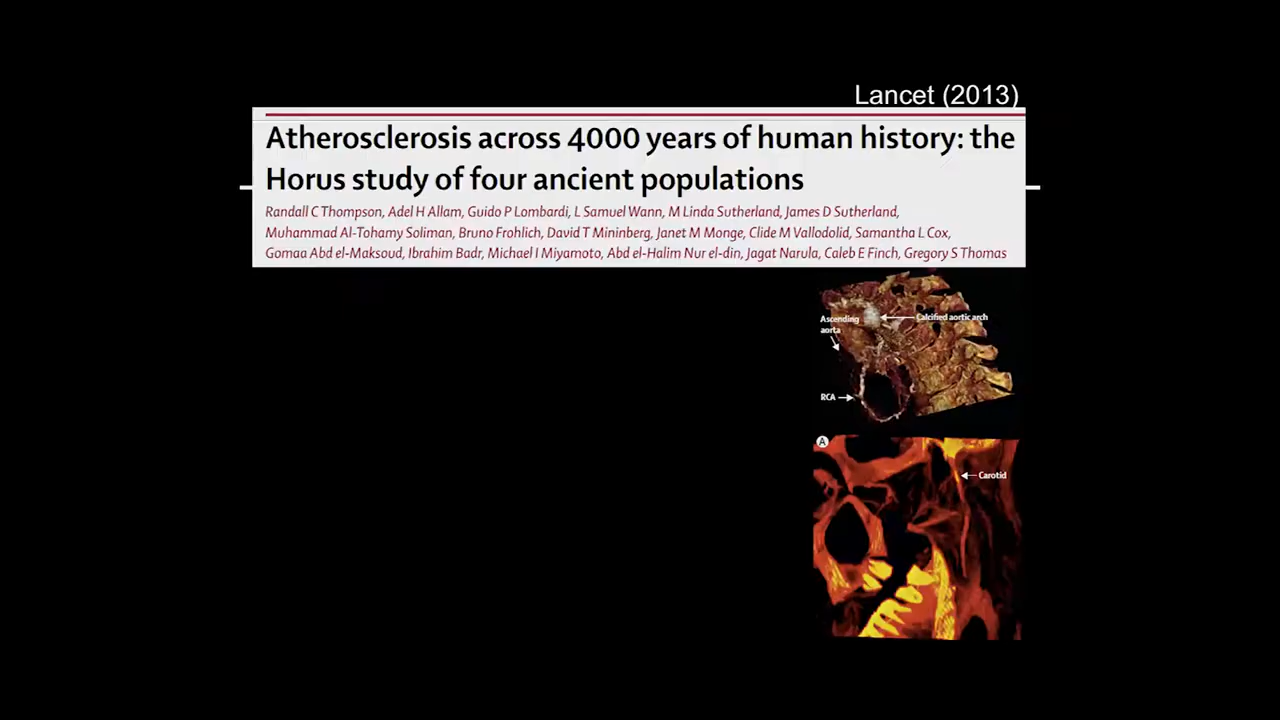 Lancet (2013)
Atherosclerosis across 4000 years of human history: the
Horus study of four ancient populations
Randall C Thompson, Adel H Allam, Guido P Lombardi, L Samuel Wann, M Linda Sutherland, James D Sutherland,
Muhammad Al-Tohamy Soliman, Bruno Frohlich, David T Mininberg, Janet M Monge, Clide M Vallodolid, Samantha L Cox,
Gomaa Abd el-Maksoud, Ibrahim Badr, Michael I Miyamoto, Abd el-Halim Nur el-din, Jagat Narula, Caleb E Finch, Gregory S Thomas
Ascending
aorta
Calcified aortic arch
RCA
A
Carotid